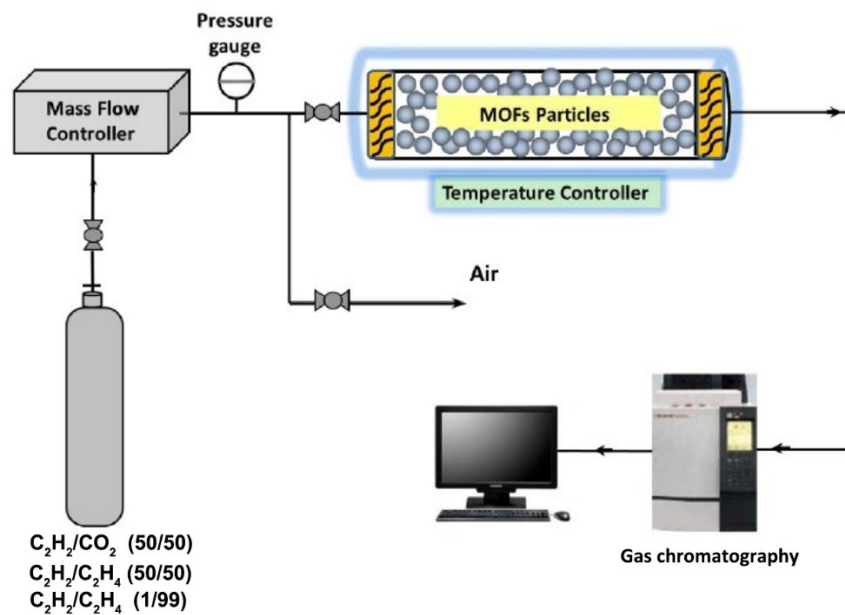 Pressure
gauge
Mass Flow
Controller
MOFs Particles
Temperature Controller
Air
C₂H₂/CO₂ (50/50)
C₂H₂/C₂H₄ (50/50)
C₂H₂/C₂H₄ (1/99)
Gas chromatography